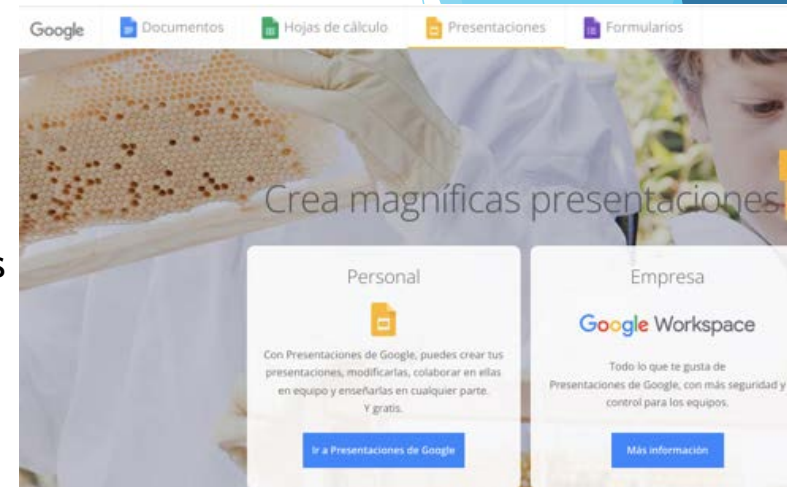 Google Documentos Hojas de cálculo Presentaciones Formularios
Crea magníficas presentaciones
s
Personal
Con Presentaciones de Google, puedes crear tus
presentaciones, modificarlas, colaborar en ellas
en equipo y enseñarlas en cualquier parte.
Y gratis.
Ir a Presentaciones de Google
Empresa
Google Workspace
Todo lo que te gusta de
Presentaciones de Google, con más seguridad y
control para los equipos.
Más información